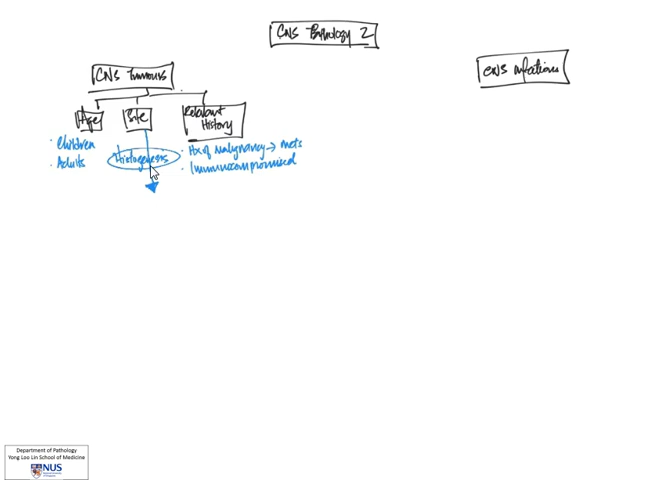 CNS Pathology 2
CNS Tumours
CNS infections
Age
Site
Relevant History
· Children
· Adults
Histogenesis
· Hx of malignancy → mets
· Immunocompromised
Department of Pathology
Yong Loo Lin School of Medicine
NUS